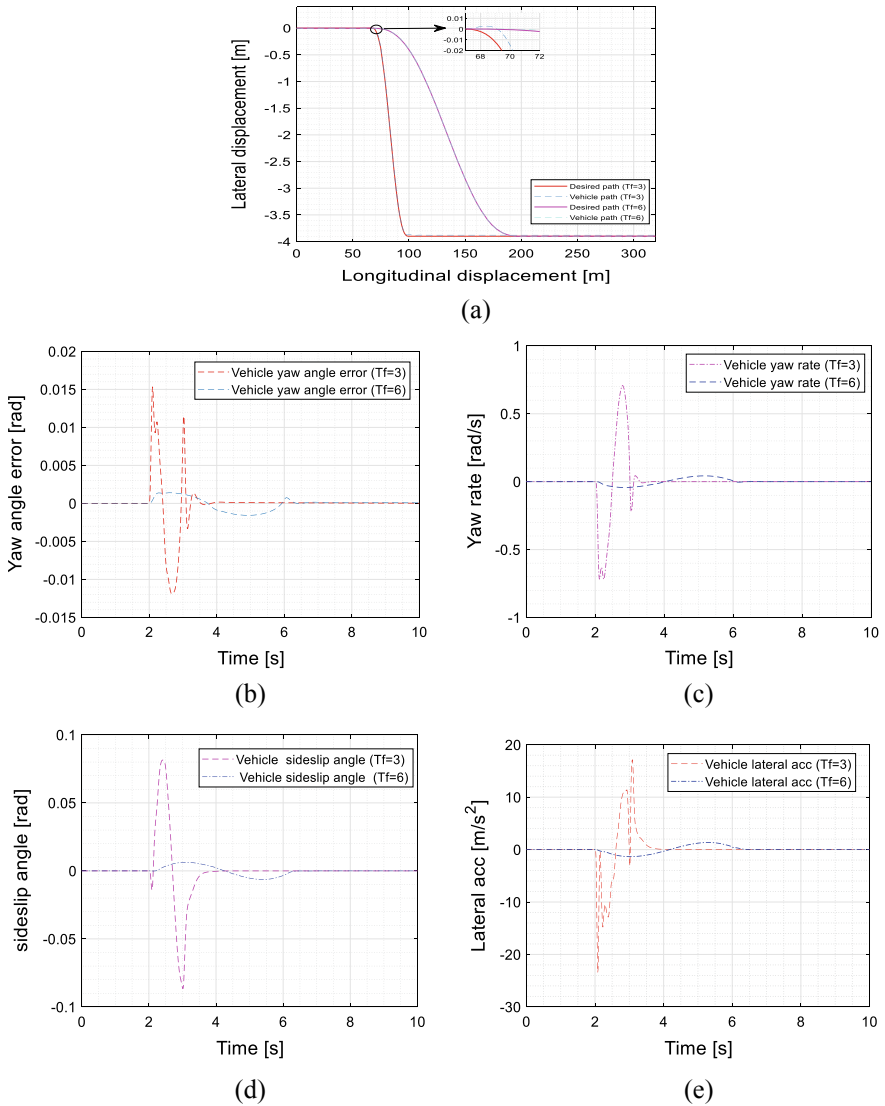 0.01
0
-0.01
-0.02
68
70
72
0
-0.5
-1
-1.5
-2
-2.5
-3
-3.5
-4
Lateral displacement [m]
Desired path (Tf=3)
Vehicle path (Tf=3)
Desired path (Tf=6)
Vehicle path (Tf=6)
0 50 100 150 200 250 300
Longitudinal displacement [m]
(a)
0.02
0.015
0.01
0.005
0
-0.005
-0.01
-0.015
Yaw angle error [rad]
Vehicle yaw angle error (Tf=3)
Vehicle yaw angle error (Tf=6)
0 2 4 6 8 10
Time [s]
(b)
1
0.5
0
-0.5
-1
Yaw rate [rad/s]
Vehicle yaw rate (Tf=3)
Vehicle yaw rate (Tf=6)
0 2 4 6 8 10
Time [s]
(c)
0.1
0.05
0
-0.05
-0.1
sideslip angle [rad]
Vehicle sideslip angle (Tf=3)
Vehicle sideslip angle (Tf=6)
0 2 4 6 8 10
Time [s]
(d)
20
10
0
-10
-20
-30
Lateral acc [m/s²]
Vehicle lateral acc (Tf=3)
Vehicle lateral acc (Tf=6)
0 2 4 6 8 10
Time [s]
(e)